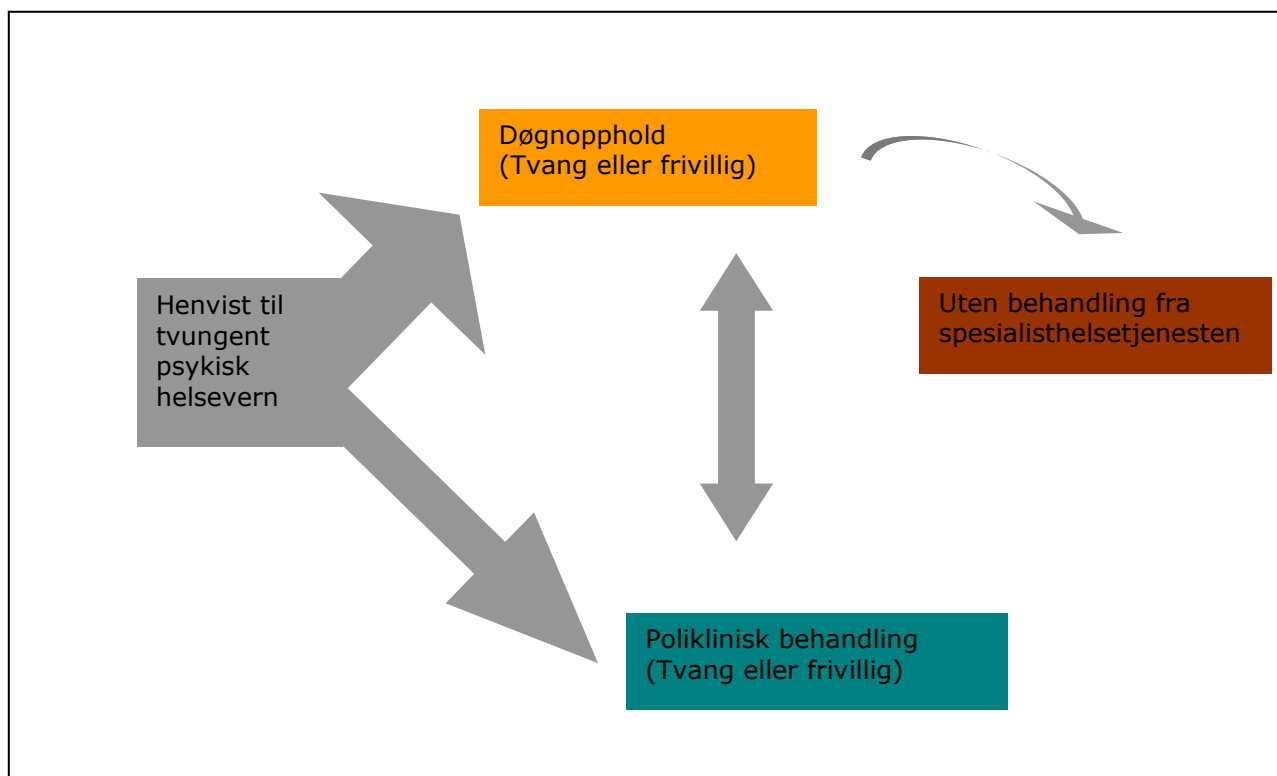 Døgnopphold
(Tvang eller frivillig)
Henvist til
tvungent
psykisk
helsevern
Uten behandling fra
spesialisthelsetjenesten
Poliklinisk behandling
(Tvang eller frivillig)